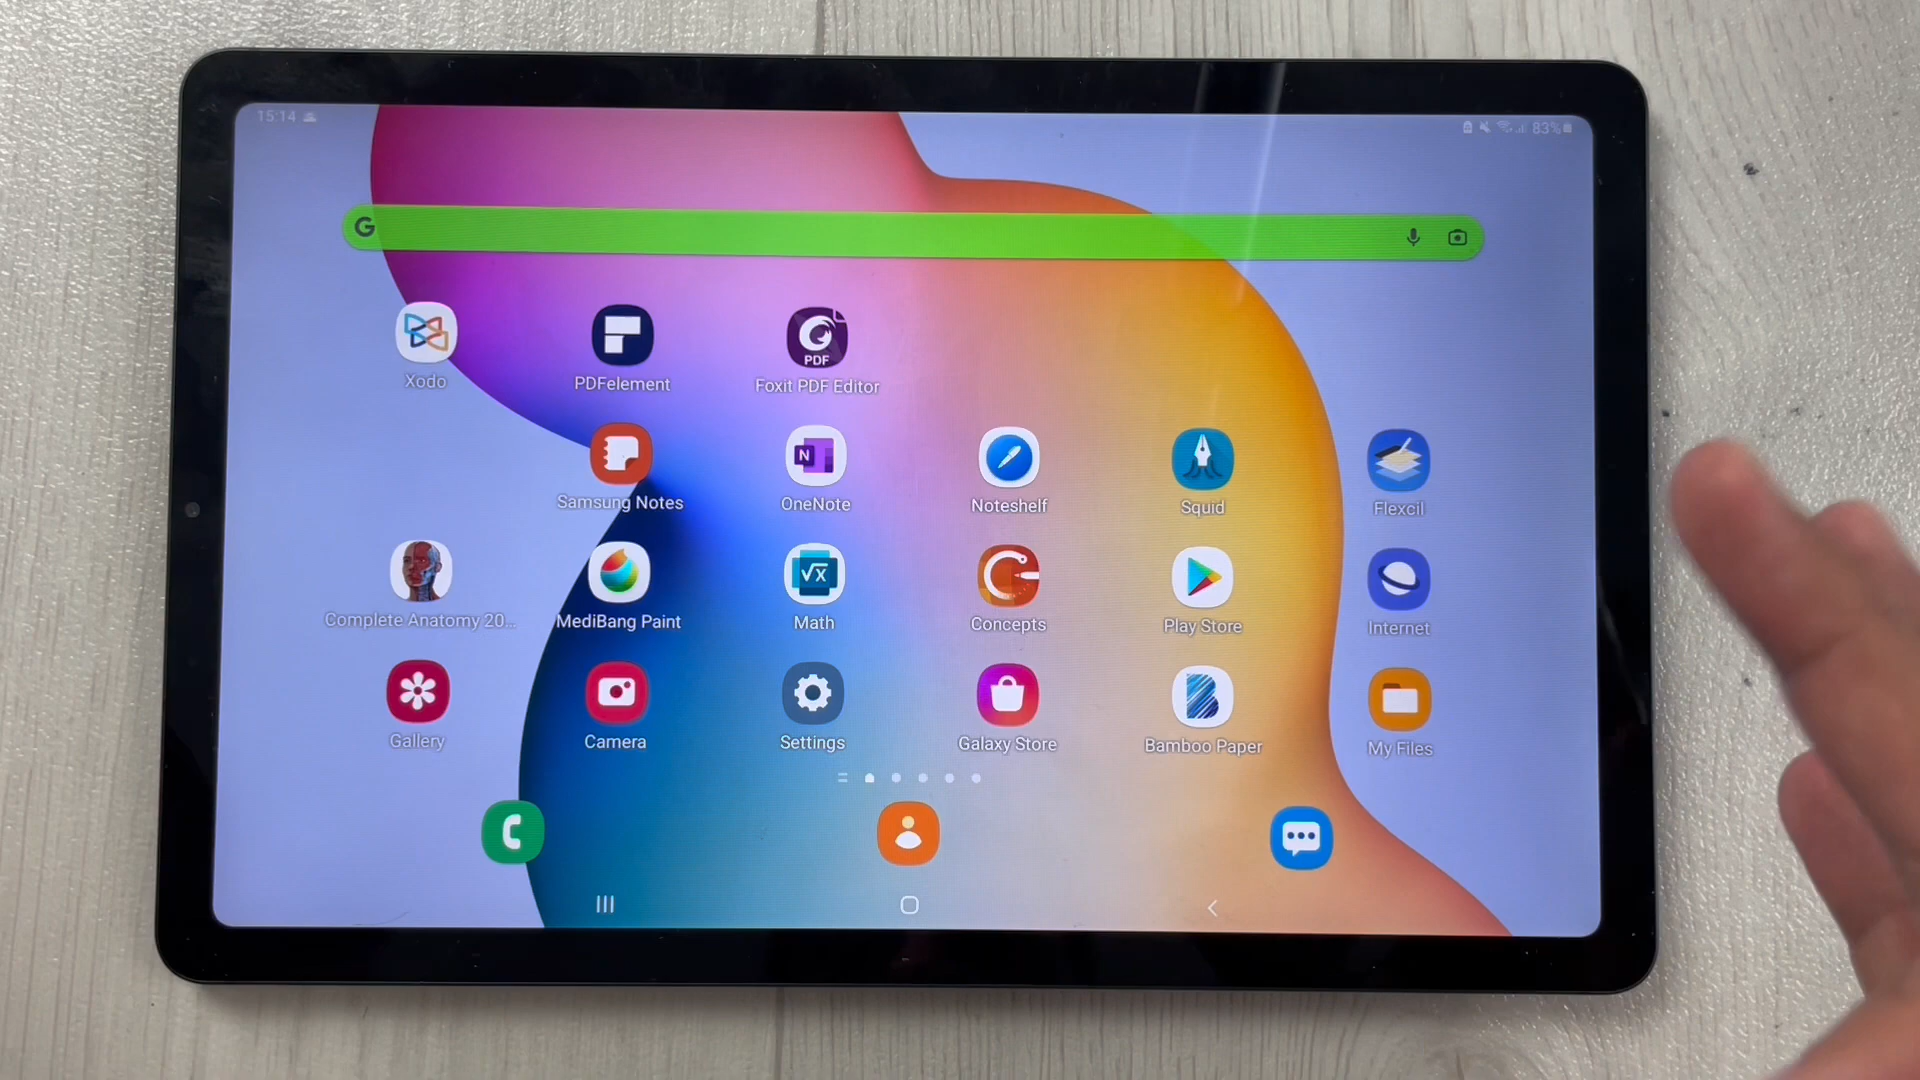 15:14
83%
G
PDF
Xodo
PDFelement
Foxit PDF Editor
N
Samsung Notes
OneNote
Noteshelf
Squid
Flexcil
√x
Complete Anatomy 20...
MediBang Paint
Math
Concepts
Play Store
Internet
B
Gallery
Camera
Settings
Galaxy Store
Bamboo Paper
My Files